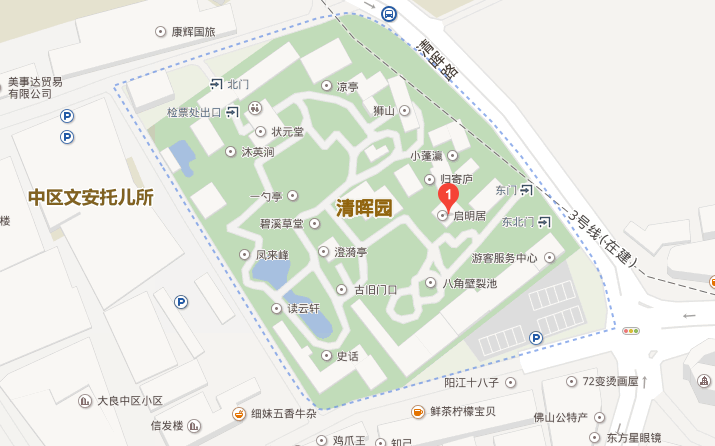 康辉国旅
清晖路
美事达贸易
有限公司
北门
凉亭
检票处出口
狮山
状元堂
沐英涧
小蓬瀛
归寄庐
东门
中区文安托儿所
一勺亭
清晖园
1
启明居
碧溪草堂
东北门
3号线(在建)
楼
凤来峰
澄漪亭
游客服务中心
八角壁裂池
古旧门口
P
P
P
读云轩
P
史话
阳江十八子
72变烫画屋
大良中区小区
细妹五香牛杂
鲜茶柠檬宝贝
佛山公特产
信发楼
鸡爪王
知己
东方星眼镜